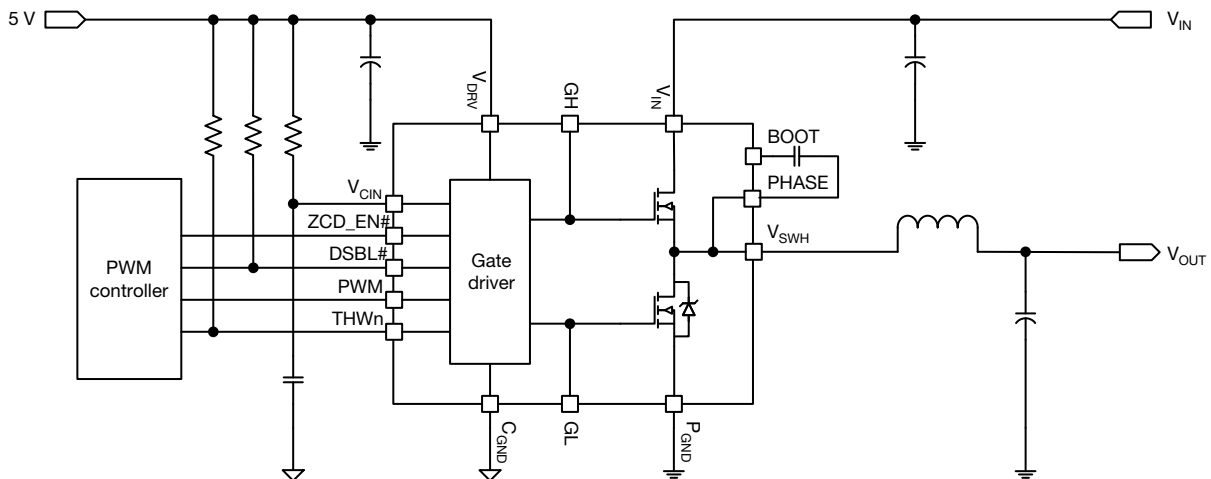 5 V
V_IN
V_DRV
GH
V_IN
BOOT
PHASE
V_CIN
ZCD_EN#
DSBL#
PWM
THWn
PWM
controller
Gate
driver
V_SWH
V_OUT
C_GND
GL
P_GND